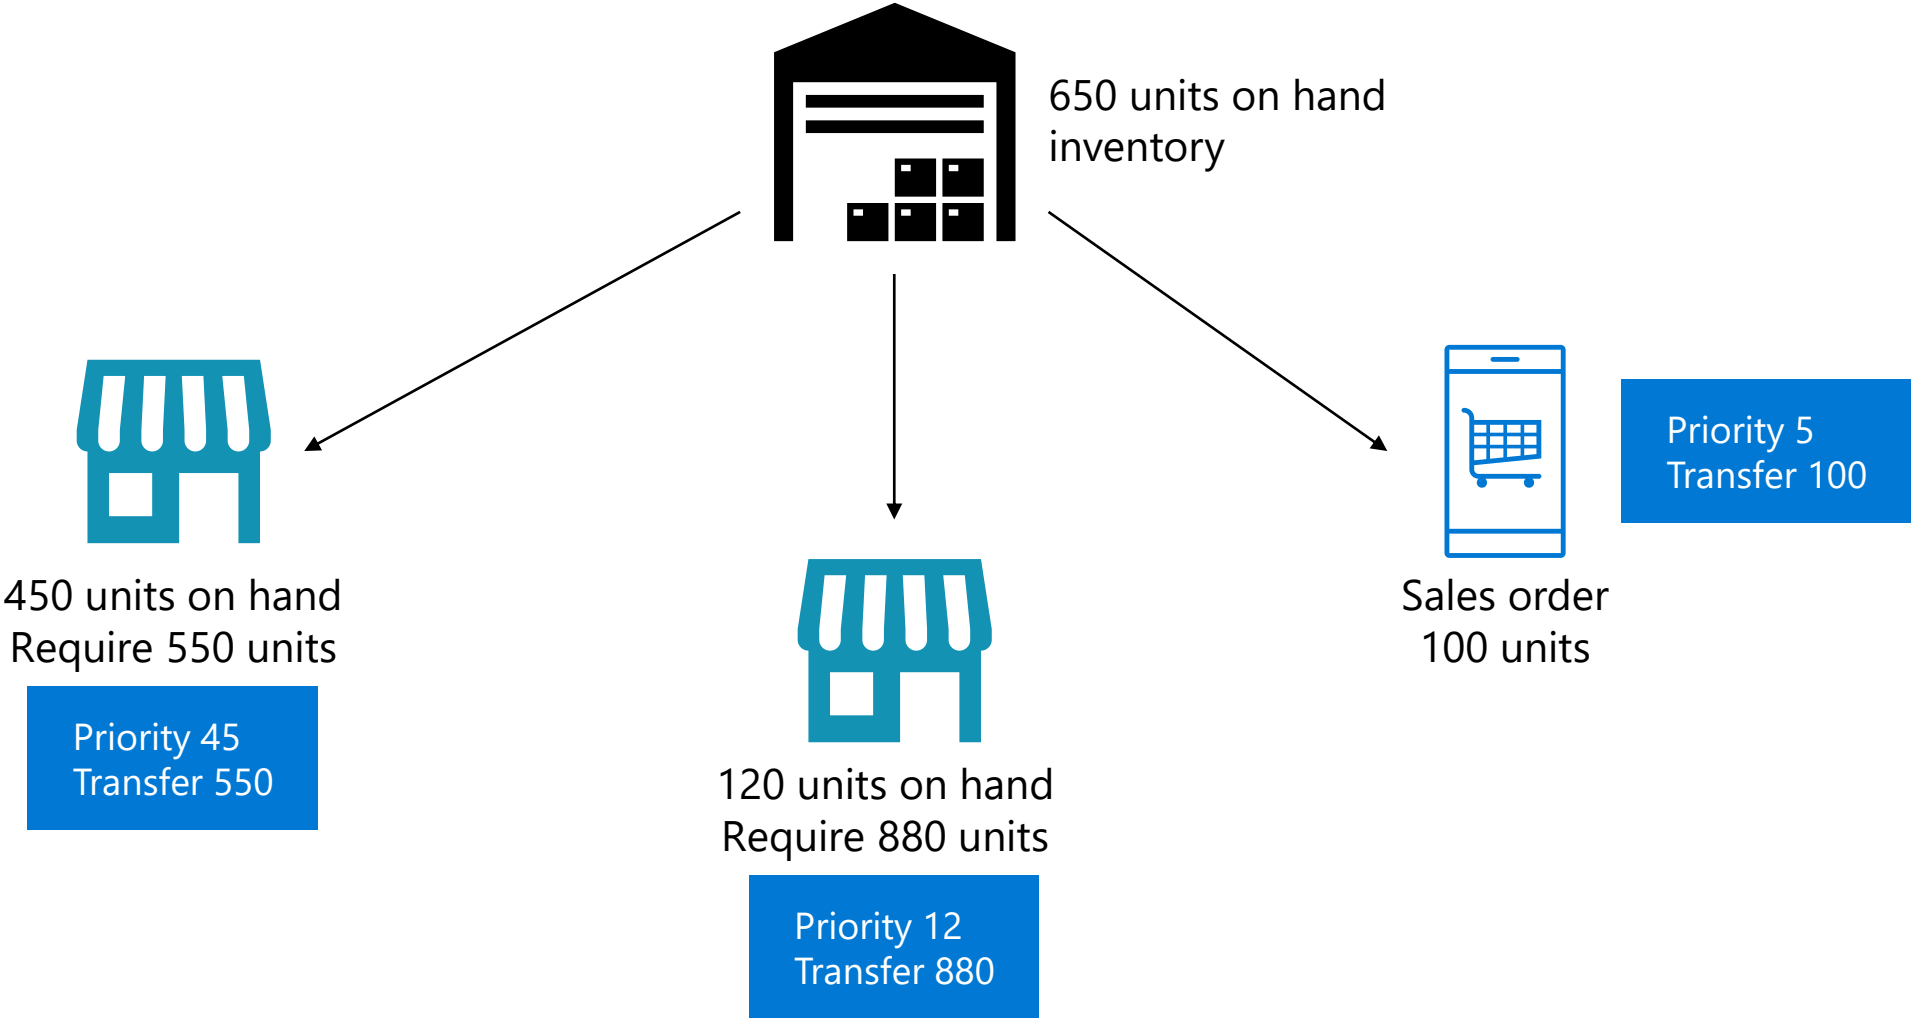 650 units on hand
inventory
450 units on hand
Require 550 units
Priority 45
Transfer 550
120 units on hand
Require 880 units
Priority 12
Transfer 880
Sales order
100 units
Priority 5
Transfer 100